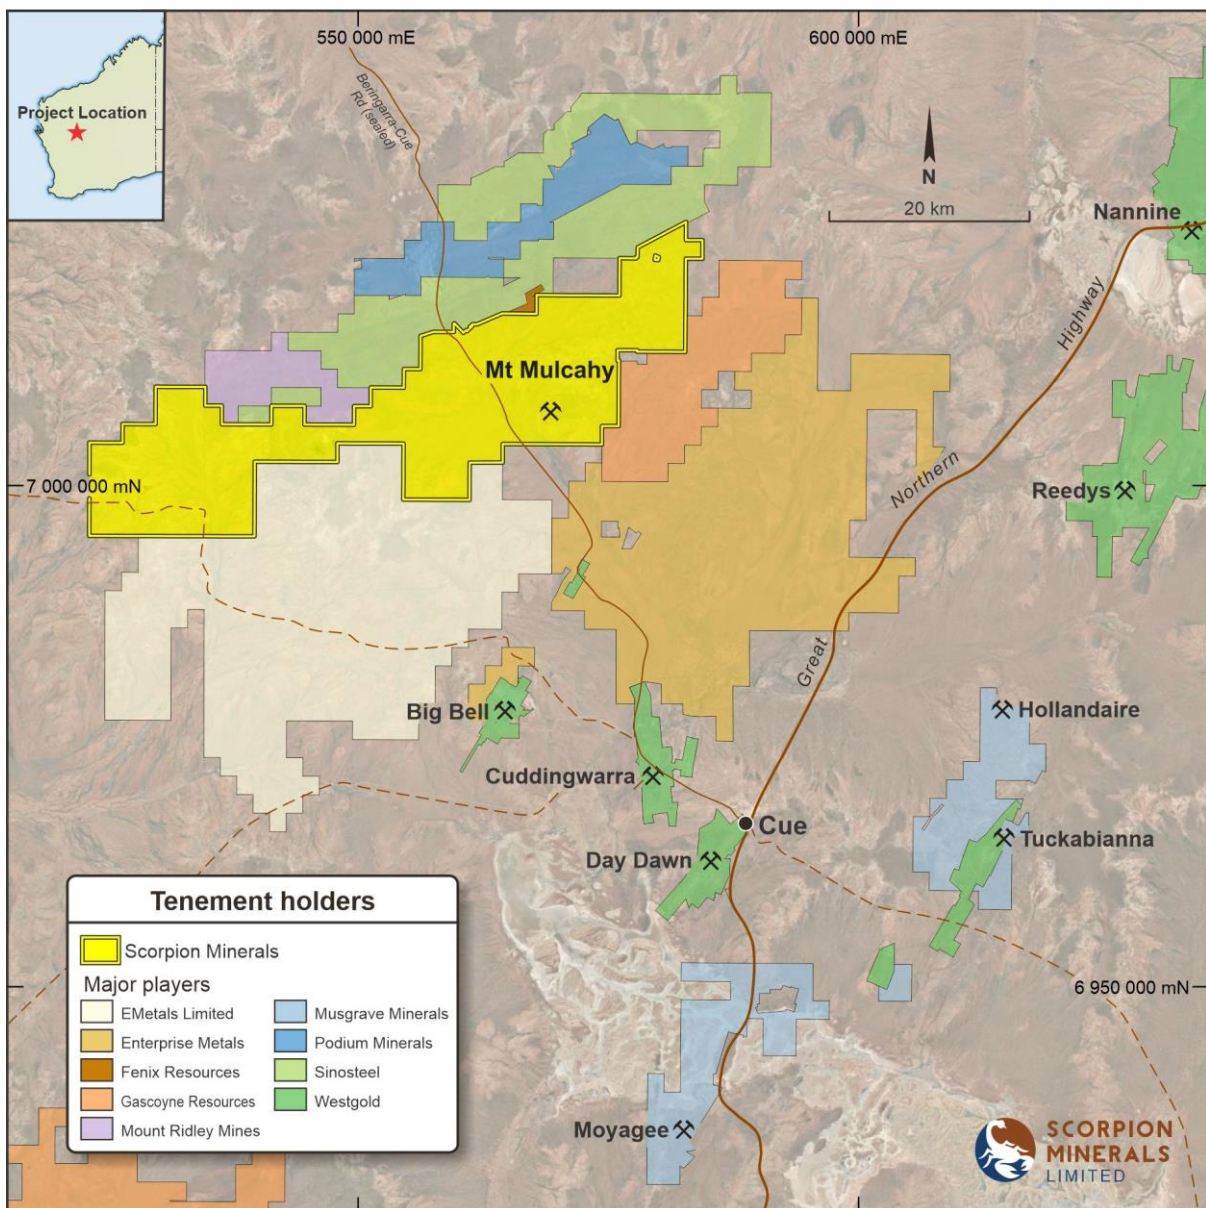 550 000 mE
600 000 mE
Project Location
Beringarra-Cue
Rd (sealed)
N
20 km
Nannine
Highway
Mt Mulcahy
7 000 000 mN
Northern
Reedys
Great
Big Bell
Hollandaire
Cuddingwarra
Cue
Tuckabianna
Day Dawn
Tenement holders
Scorpion Minerals
Major players
EMetals Limited
Musgrave Minerals
Enterprise Metals
Podium Minerals
Fenix Resources
Sinosteel
Gascoyne Resources
Westgold
Mount Ridley Mines
6 950 000 mN
Moyagee
SCORPION
MINERALS
LIMITED